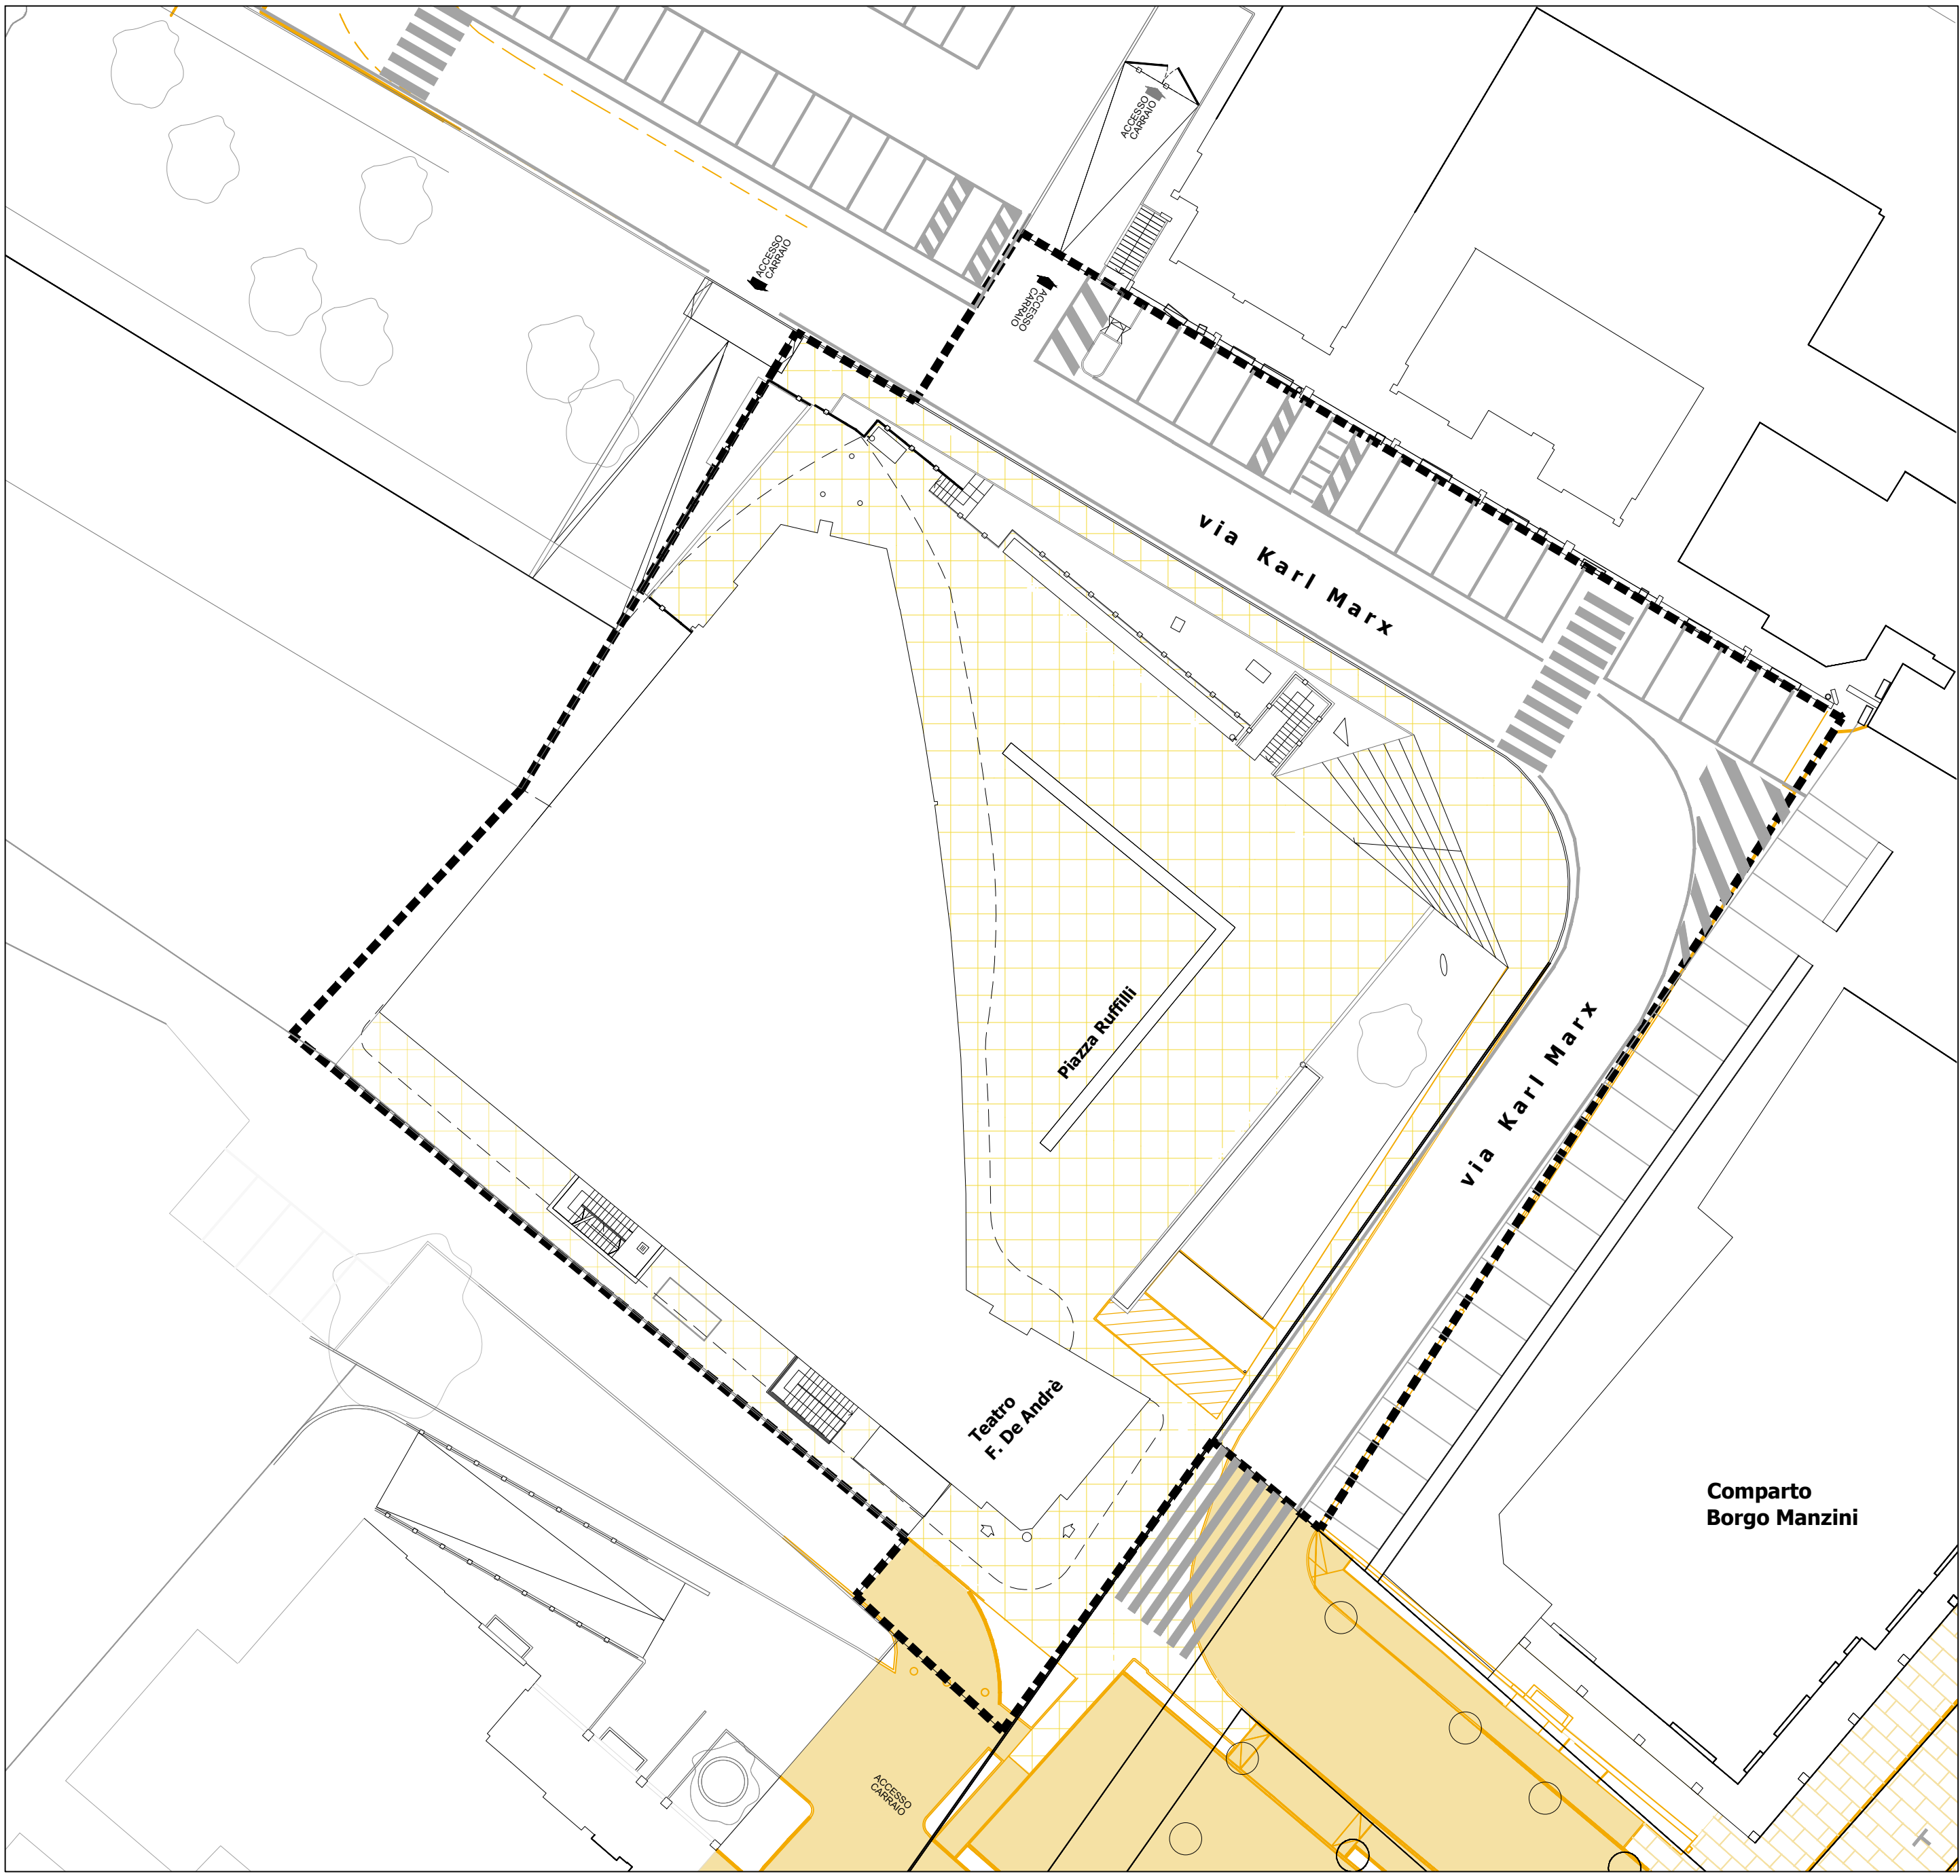 ACCESSO
CARRAIO
ACCESSO
CARRAIO
ACCESSO
CARRAIO
via Karl Marx
Piazza Ruffilli
via Karl Marx
Teatro
F. De Andrè
Comparto
Borgo Manzini
ACCESSO
CARRAIO